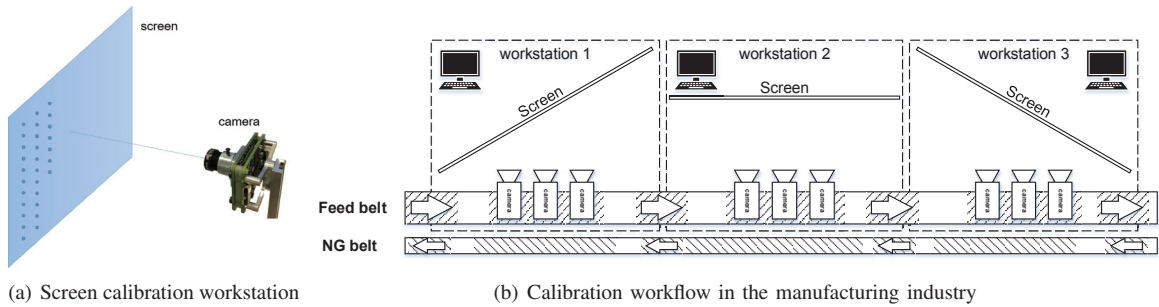 screen
camera
(a) Screen calibration workstation
workstation 1
workstation 2
workstation 3
Screen
Screen
Screen
camera
camera
camera
camera
camera
camera
camera
camera
camera
Feed belt
NG belt
(b) Calibration workflow in the manufacturing industry